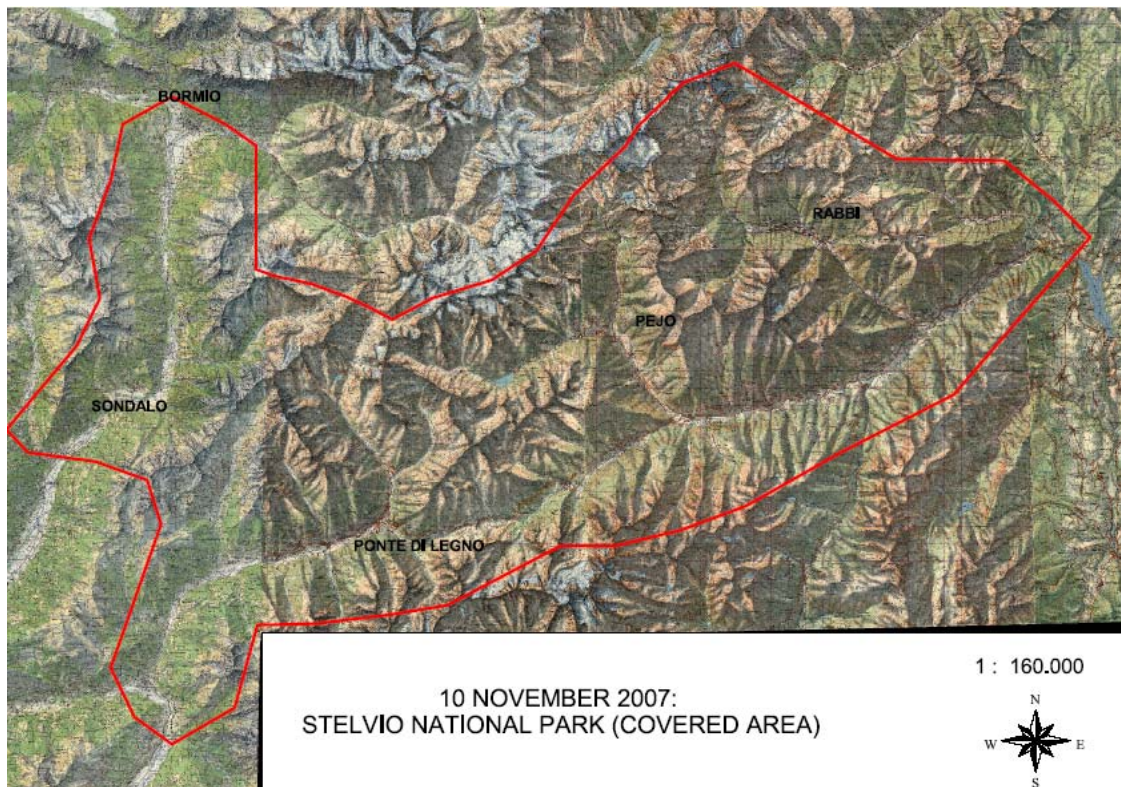 BORMIO
RABBI
PEJO
SONDALO
PONTE DI LEGNO
1 : 160.000
10 NOVEMBER 2007:
STELVIO NATIONAL PARK (COVERED AREA)
N
W E
S